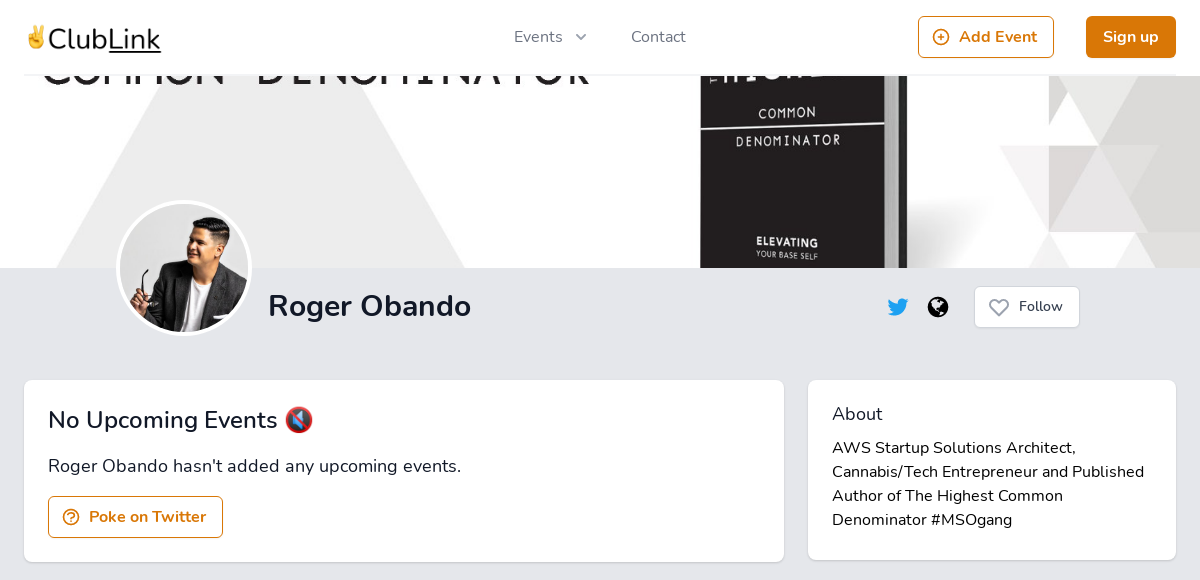 ClubLink
Events
Contact
Add Event
Sign up
COMMON DENOMINATOR
COMMON
DENOMINATOR
ELEVATING
YOUR BASE SELF
Roger Obando
Follow
No Upcoming Events
Roger Obando hasn't added any upcoming events.
Poke on Twitter
About
AWS Startup Solutions Architect,
Cannabis/Tech Entrepreneur and Published
Author of The Highest Common
Denominator #MSOgang